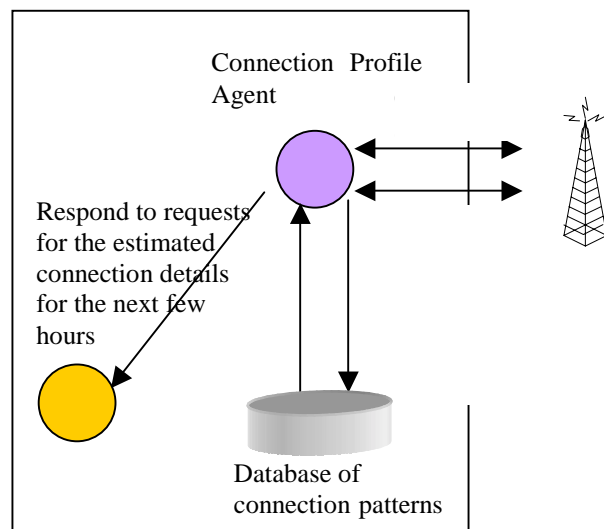 Connection Profile
Agent
Respond to requests
for the estimated
connection details
for the next few
hours
Database of
connection patterns